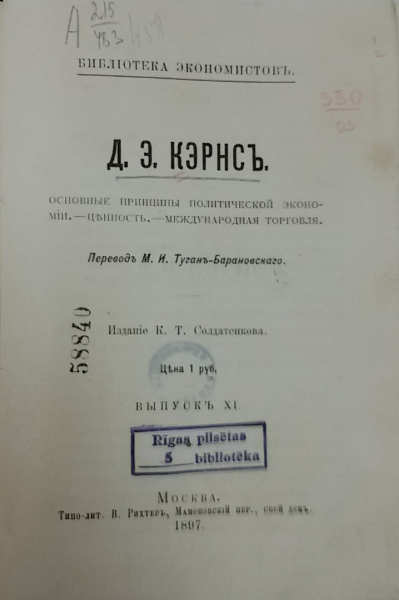 А 215
483
458
БИБЛІОТЕКА ЭКОНОМИСТОВЪ.
330
03
Д. Э. КЭРНСЪ.
ОСНОВНЫЕ ПРИНЦИПЫ ПОЛИТИЧЕСКОЙ ЭКОНО-
МІИ.—ЦѢННОСТЬ.—МЕЖДУНАРОДНАЯ ТОРГОВЛЯ.
Переводъ М. И. Туганъ-Барановскаго.
58840
Изданіе К. Т. Солдатенкова.
Цѣна 1 руб.
ВЫПУСКЪ XI.
Rīgas pilsētas
5 bibliotēka
МОСКВА.
Типо-лит. В. Рихтеръ, Мамоновскій пер., свой домъ.
1897.